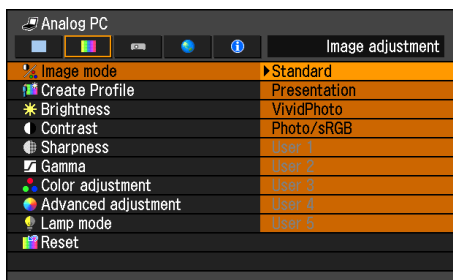 Analog PC
Image adjustment
Image mode Standard
Create Profile Presentation
Brightness VividPhoto
Contrast Photo/sRGB
Sharpness User 1
Gamma User 2
Color adjustment User 3
Advanced adjustment User 4
Lamp mode User 5
Reset